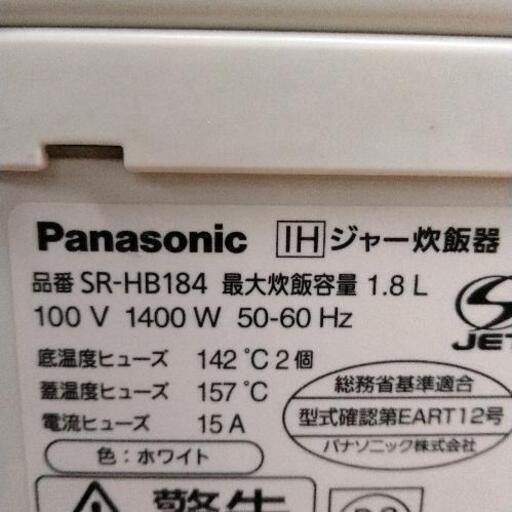 Panasonic IH ジャー炊飯器
品番 SR-HB184 最大炊飯容量 1.8 L
100 V 1400 W 50-60 Hz
底温度ヒューズ 142 ℃ 2 個
蓋温度ヒューズ 157 ℃
電流ヒューズ 15 A
色：ホワイト
JET
総務省基準適合
型式確認第EART12号
パナソニック株式会社